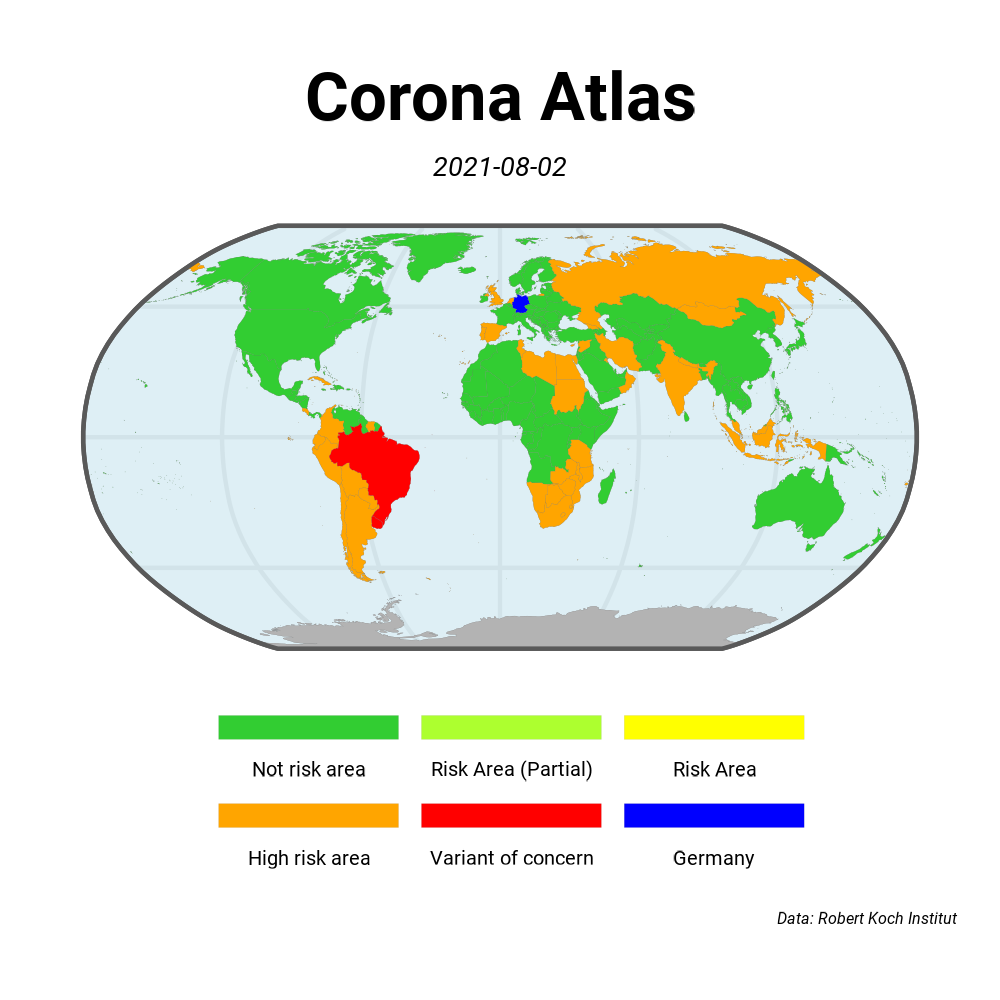 Corona Atlas
2021-08-02
Not risk area
Risk Area (Partial)
Risk Area
High risk area
Variant of concern
Germany
Data: Robert Koch Institut